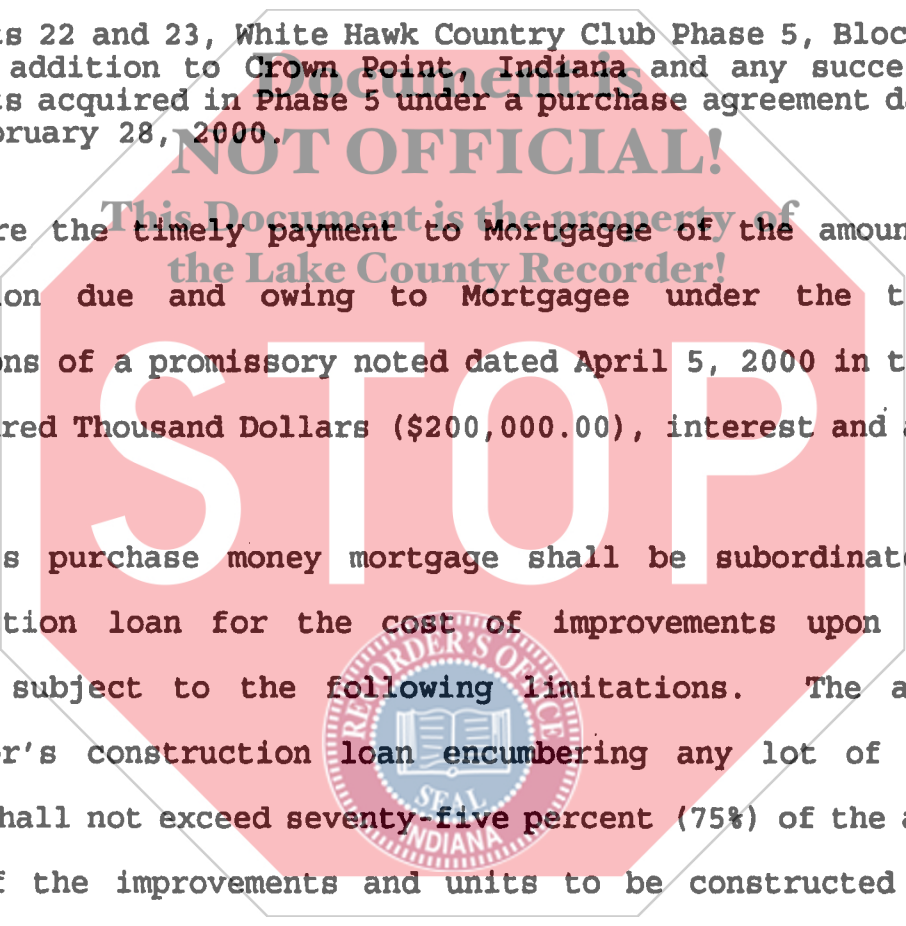 ts 22 and 23, White Hawk Country Club Phase 5, Bloc
addition to Crown Point, Indiana and any succe
ts acquired in Phase 5 under a purchase agreement d
bruary 28, 2000.
Document is
NOT OFFICIAL!
This Document is the property of
the Lake County Recorder!
re the timely payment to Mortgagee of the amoun
ion due and owing to Mortgagee under the t
ons of a promissory noted dated April 5, 2000 in t
red Thousand Dollars ($200,000.00), interest and a
STOP
s purchase money mortgage shall be subordinate
tion loan for the cost of improvements upon
subject to the following limitations. The a
r's construction loan encumbering any lot of
hall not exceed seventy-five percent (75%) of the a
f the improvements and units to be constructed
RECORDER'S OFFICE
SEAL
INDIANA